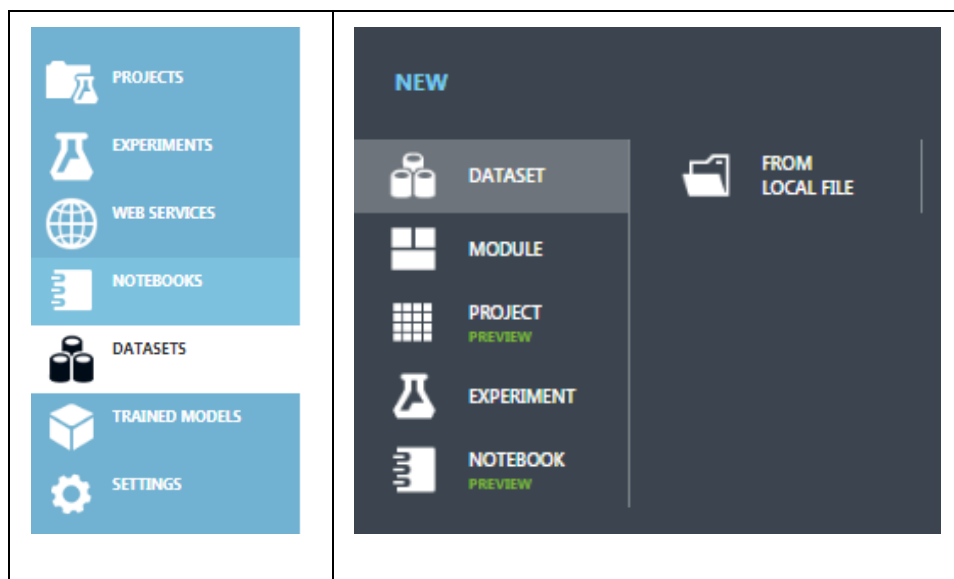 PROJECTS
EXPERIMENTS
WEB SERVICES
NOTEBOOKS
DATASETS
TRAINED MODELS
SETTINGS
NEW
DATASET
MODULE
PROJECT
PREVIEW
EXPERIMENT
NOTEBOOK
PREVIEW
FROM
LOCAL FILE